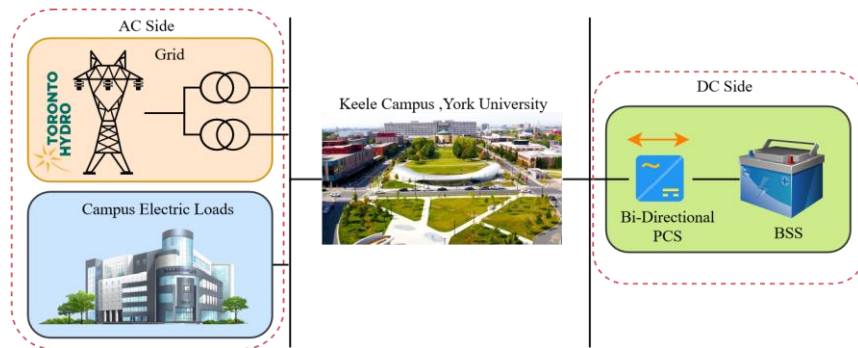 AC Side
Grid
TORONTO
HYDRO
Campus Electric Loads
Keele Campus ,York University
DC Side
Bi-Directional
PCS
BSS